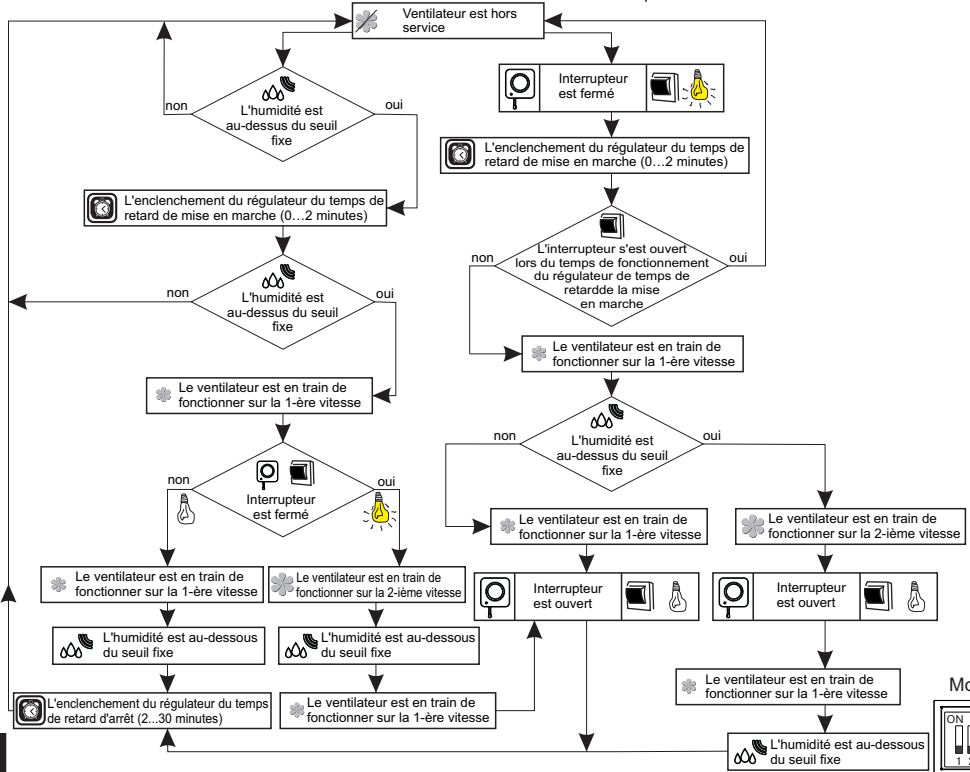 Ventilateur est hors
service
L'humidité est
au-dessus du seuil
fixe
non
oui
Interrupteur
est fermé
L'enclenchement du régulateur du temps de
retard de mise en marche (0...2 minutes)
L'enclenchement du régulateur du temps de
retard de mise en marche (0...2 minutes)
L'interrupteur s'est ouvert
lors du temps de fonctionnement
du régulateur de temps de
retardde la mise
en marche
non
oui
L'humidité est
au-dessus du seuil
fixe
non
oui
Le ventilateur est en train de
fonctionner sur la 1-ère vitesse
Le ventilateur est en train de
fonctionner sur la 1-ère vitesse
L'humidité est
au-dessus du seuil
fixe
non
oui
Interrupteur
est fermé
non
oui
Le ventilateur est en train de
fonctionner sur la 1-ère vitesse
Le ventilateur est en train de
fonctionner sur la 2-ième vitesse
Le ventilateur est en train de
fonctionner sur la 1-ère vitesse
Le ventilateur est en train de
fonctionner sur la 2-ième vitesse
Interrupteur
est ouvert
Interrupteur
est ouvert
L'humidité est au-dessous
du seuil fixe
L'humidité est au-dessous
du seuil fixe
L'enclenchement du régulateur du temps
de retard d'arrêt (2...30 minutes)
Le ventilateur est en train de
fonctionner sur la 1-ère vitesse
Le ventilateur est en train de
fonctionner sur la 1-ère vitesse
L'humidité est au-dessous
du seuil fixe
ON
1